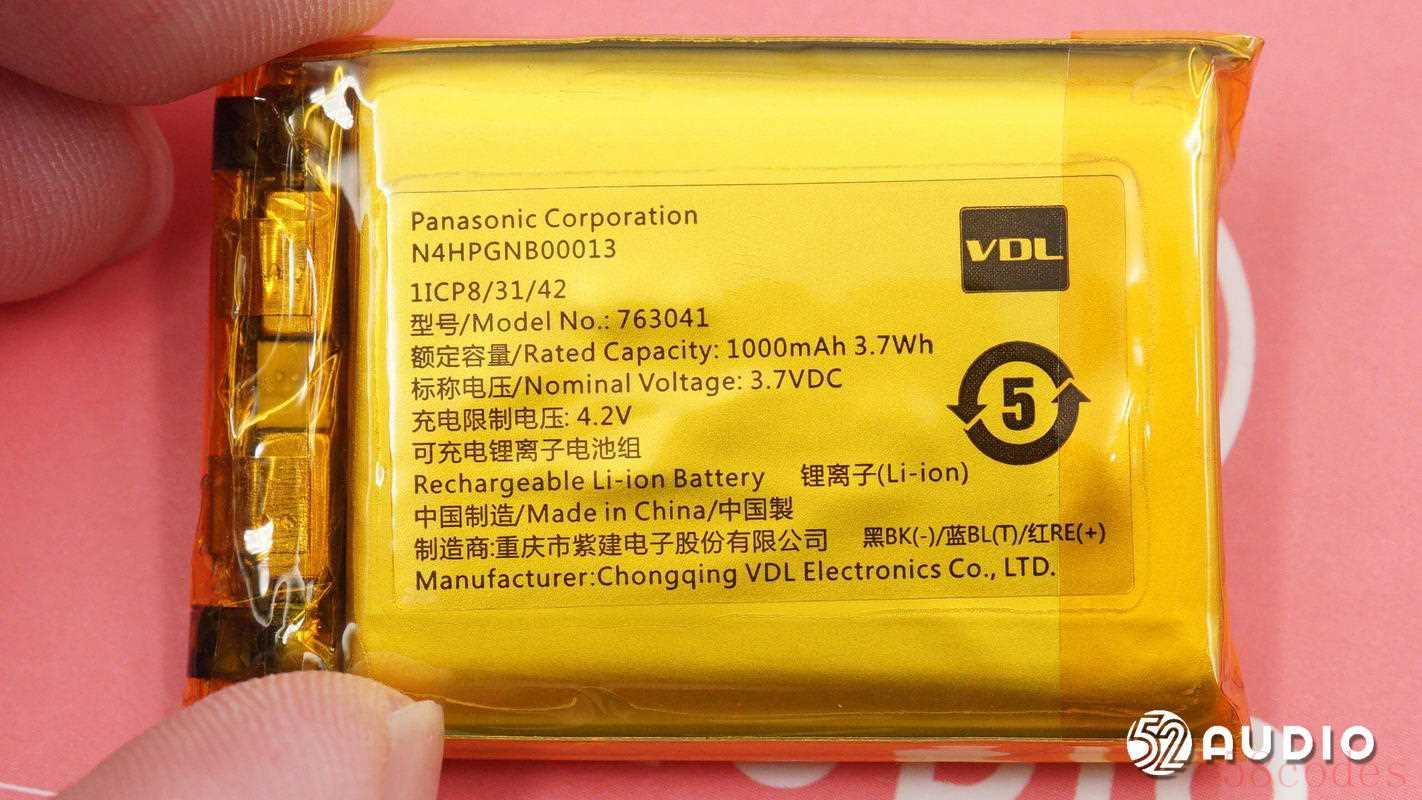 Panasonic Corporation
N4HPGNB00013
VDL
1ICP8/31/42
型号/Model No.: 763041
额定容量/Rated Capacity: 1000mAh 3.7Wh
标称电压/Nominal Voltage: 3.7VDC
5
充电限制电压: 4.2V
可充电锂离子电池组
Rechargeable Li-ion Battery 锂离子(Li-ion)
中国制造/Made in China/中国製
制造商:重庆市紫建电子股份有限公司 黑BK(-)/蓝BL(T)/红RE(+)
Manufacturer:Chongqing VDL Electronics Co., LTD.
52 AUDIO
58codes